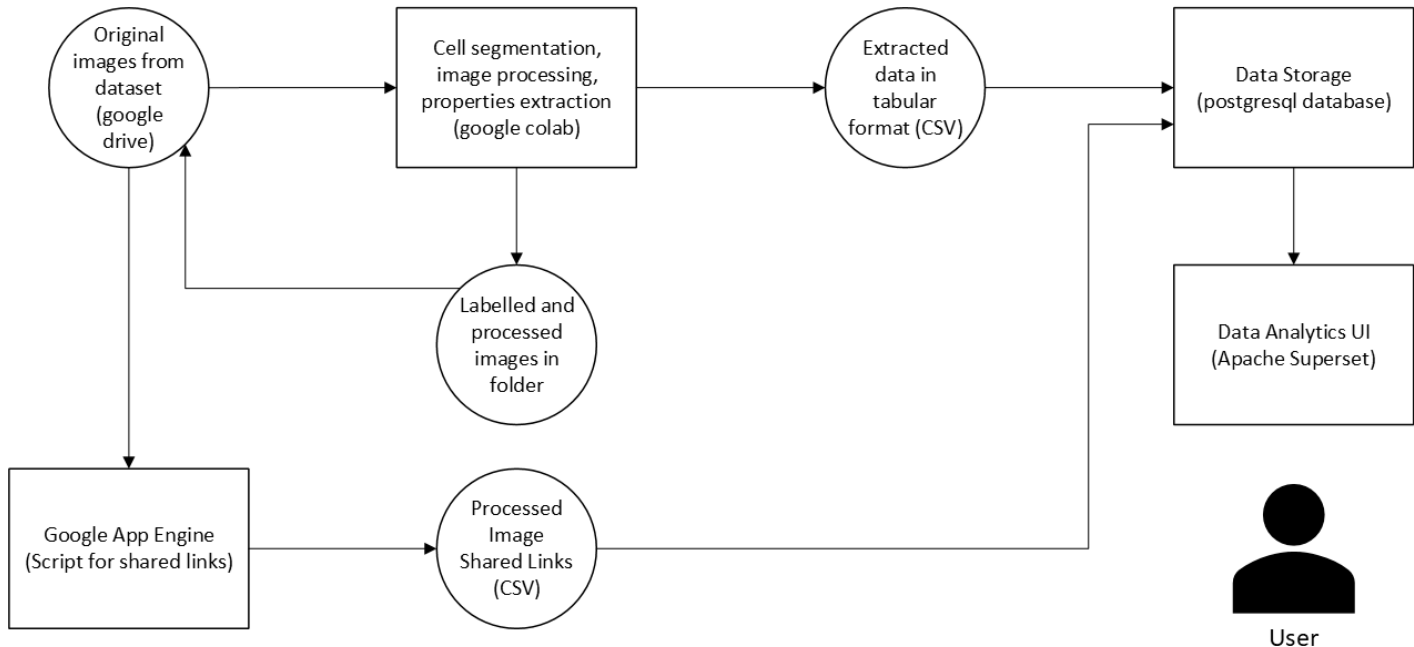 Original
images from
dataset
(google
drive)
Cell segmentation,
image processing,
properties extraction
(google colab)
Extracted
data in
tabular
format (CSV)
Data Storage
(postgresql database)
Labelled and
processed
images in
folder
Data Analytics UI
(Apache Superset)
Google App Engine
(Script for shared links)
Processed
Image
Shared Links
(CSV)
User